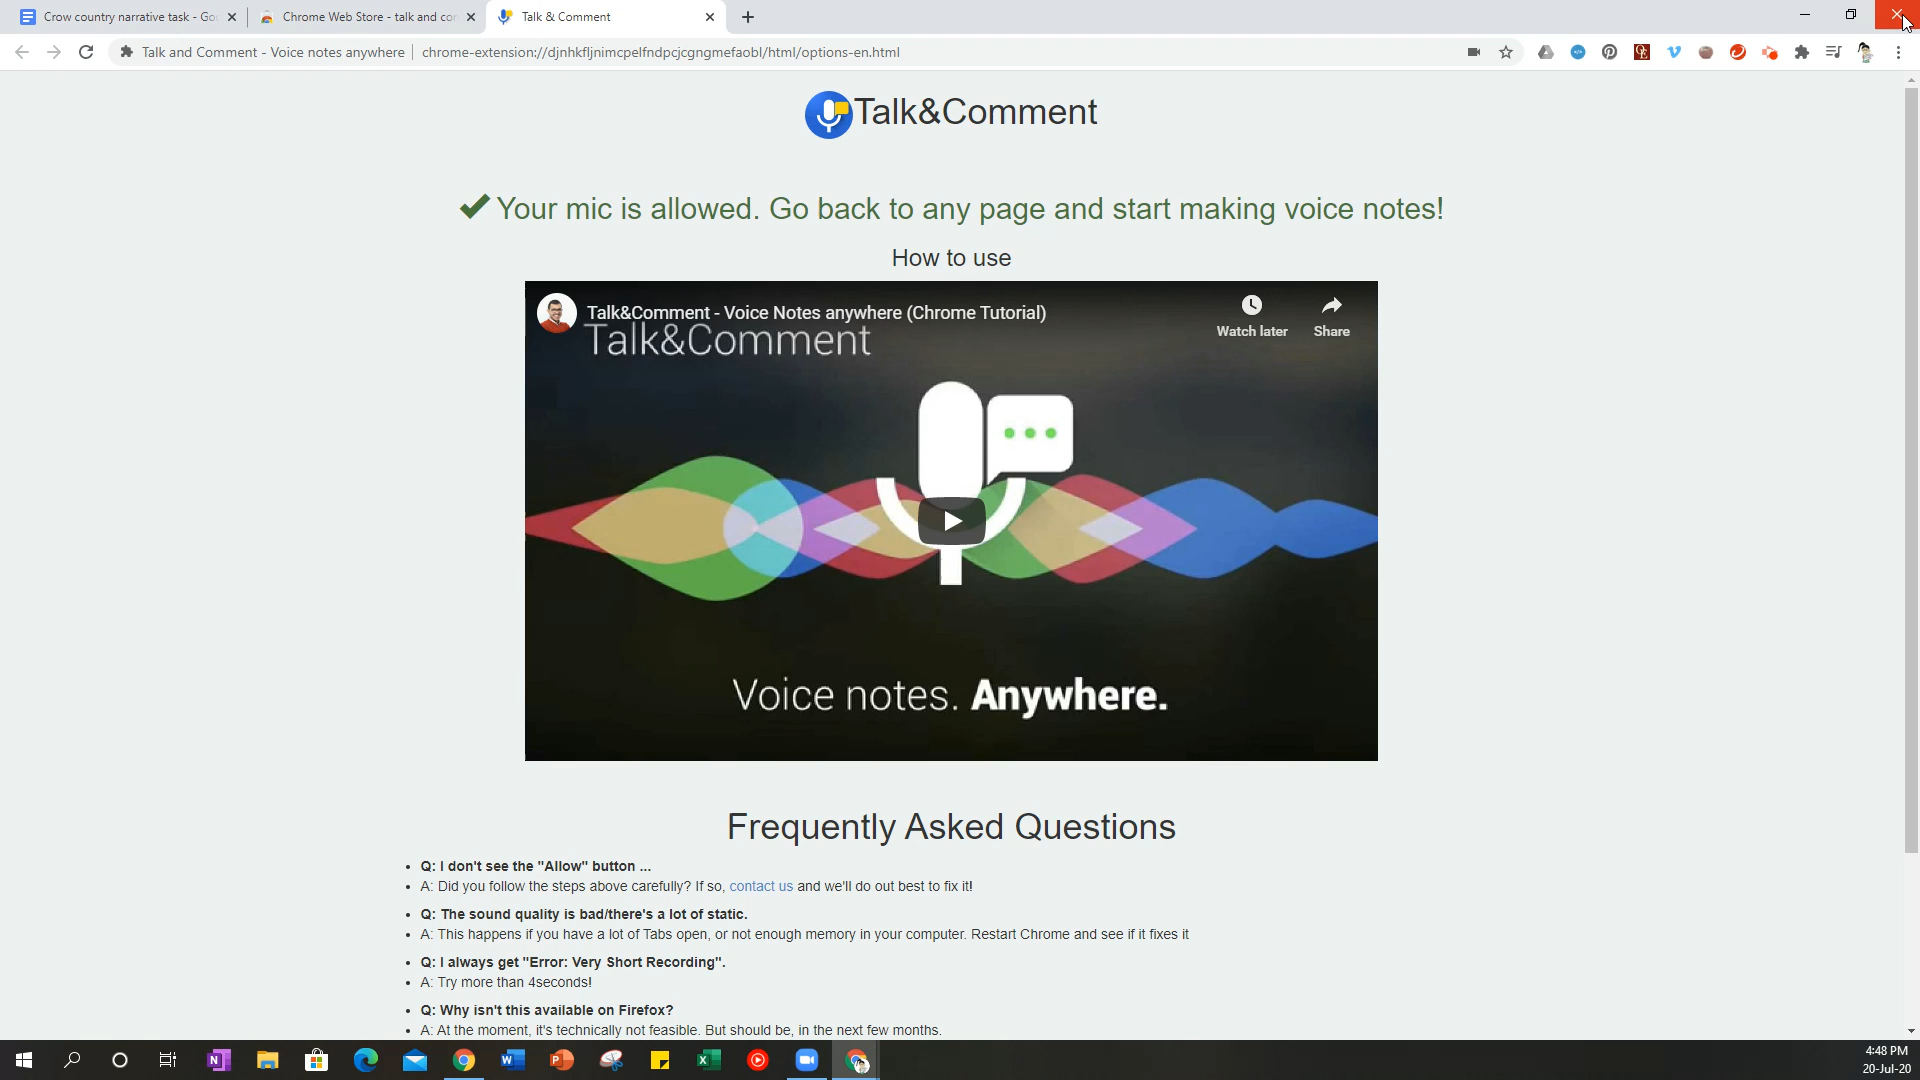 Crow country narrative task - Go
Chrome Web Store - talk and co
Talk & Comment
Talk and Comment - Voice notes anywhere
chrome-extension://djnhkfljnimcpelfndpcjcgngmefaobl/html/options-en.html
Talk&Comment
Your mic is allowed. Go back to any page and start making voice notes!
How to use
Talk&Comment - Voice Notes anywhere (Chrome Tutorial)
Watch later
Share
Talk&Comment
Voice notes. Anywhere.
Frequently Asked Questions
• Q: I don't see the "Allow" button ...
• A: Did you follow the steps above carefully? If so, contact us and we'll do out best to fix it!
• Q: The sound quality is bad/there's a lot of static.
• A: This happens if you have a lot of Tabs open, or not enough memory in your computer. Restart Chrome and see if it fixes it
• Q: I always get "Error: Very Short Recording".
• A: Try more than 4seconds!
• Q: Why isn't this available on Firefox?
• A: At the moment, it's technically not feasible. But should be, in the next few months.
4:48 PM
20-Jul-20